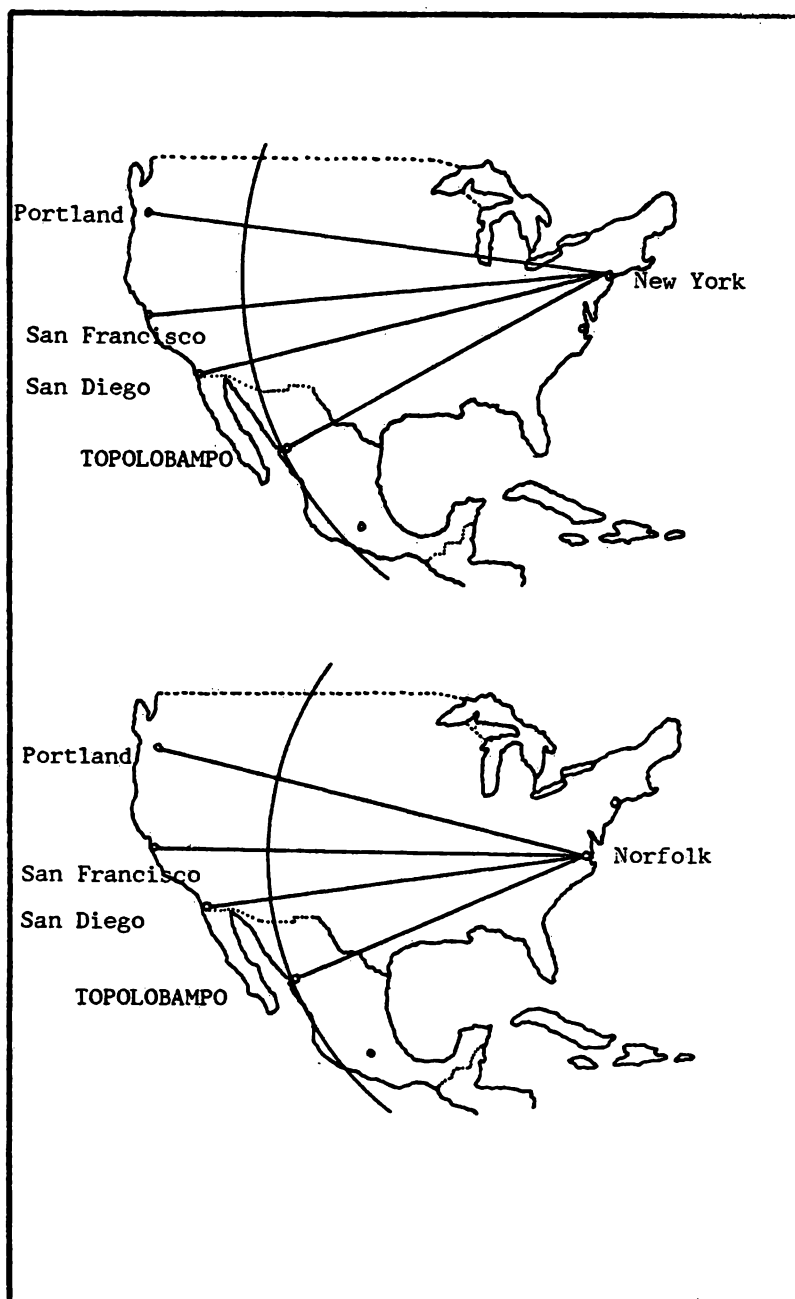 Portland
New York
San Francisco
San Diego
TOPOLOBAMPO
Portland
Norfolk
San Francisco
San Diego
TOPOLOBAMPO